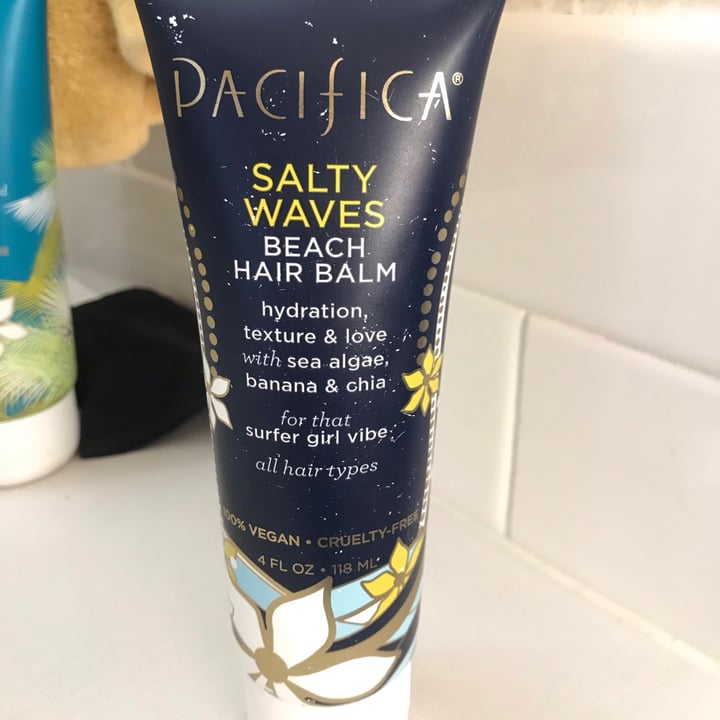 PACIFICA®
SALTY
WAVES
BEACH
HAIR BALM
hydration,
texture & love
with sea algae,
banana & chia
for that
surfer girl vibe
all hair types
100% VEGAN • CRUELTY-FREE
4 FL OZ • 118 ML